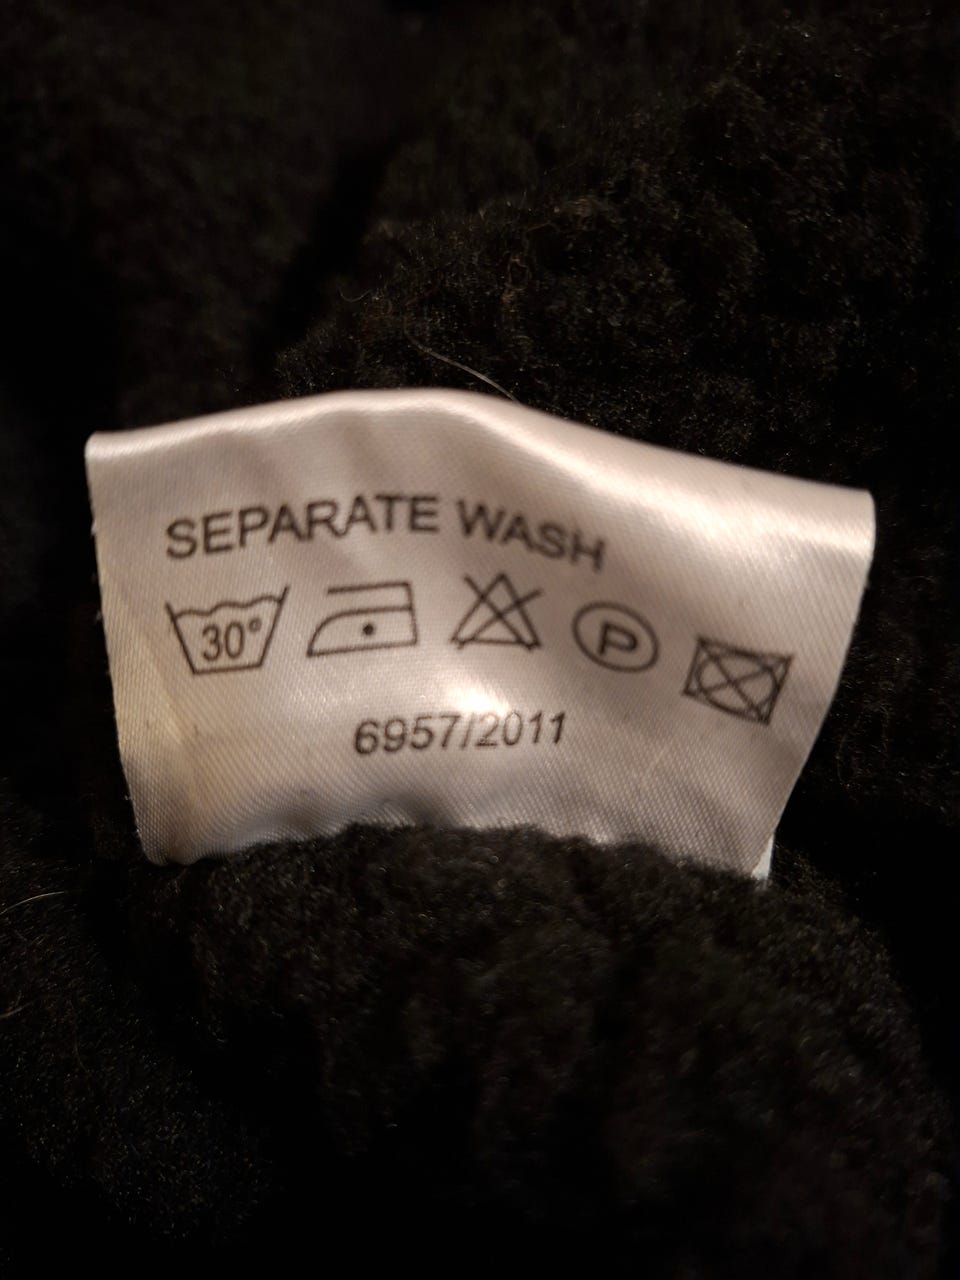 SEPARATE WASH
30°
P
6957/2011